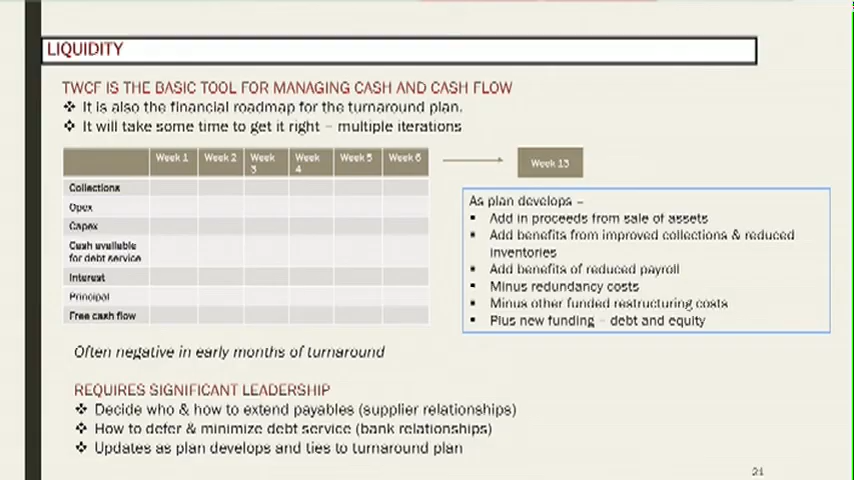 LIQUIDITY
TWCF IS THE BASIC TOOL FOR MANAGING CASH AND CASH FLOW
❖ It is also the financial roadmap for the turnaround plan.
❖ It will take some time to get it right – multiple iterations
Week 1 Week 2 Week 3 Week 4 Week 5 Week 6
Week 13
Collections
Opex
Capex
Cash available
for debt service
Interest
Principal
Free cash flow
As plan develops –
▪ Add in proceeds from sale of assets
▪ Add benefits from improved collections & reduced
inventories
▪ Add benefits of reduced payroll
▪ Minus redundancy costs
▪ Minus other funded restructuring costs
▪ Plus new funding – debt and equity
Often negative in early months of turnaround
REQUIRES SIGNIFICANT LEADERSHIP
❖ Decide who & how to extend payables (supplier relationships)
❖ How to defer & minimize debt service (bank relationships)
❖ Updates as plan develops and ties to turnaround plan
21